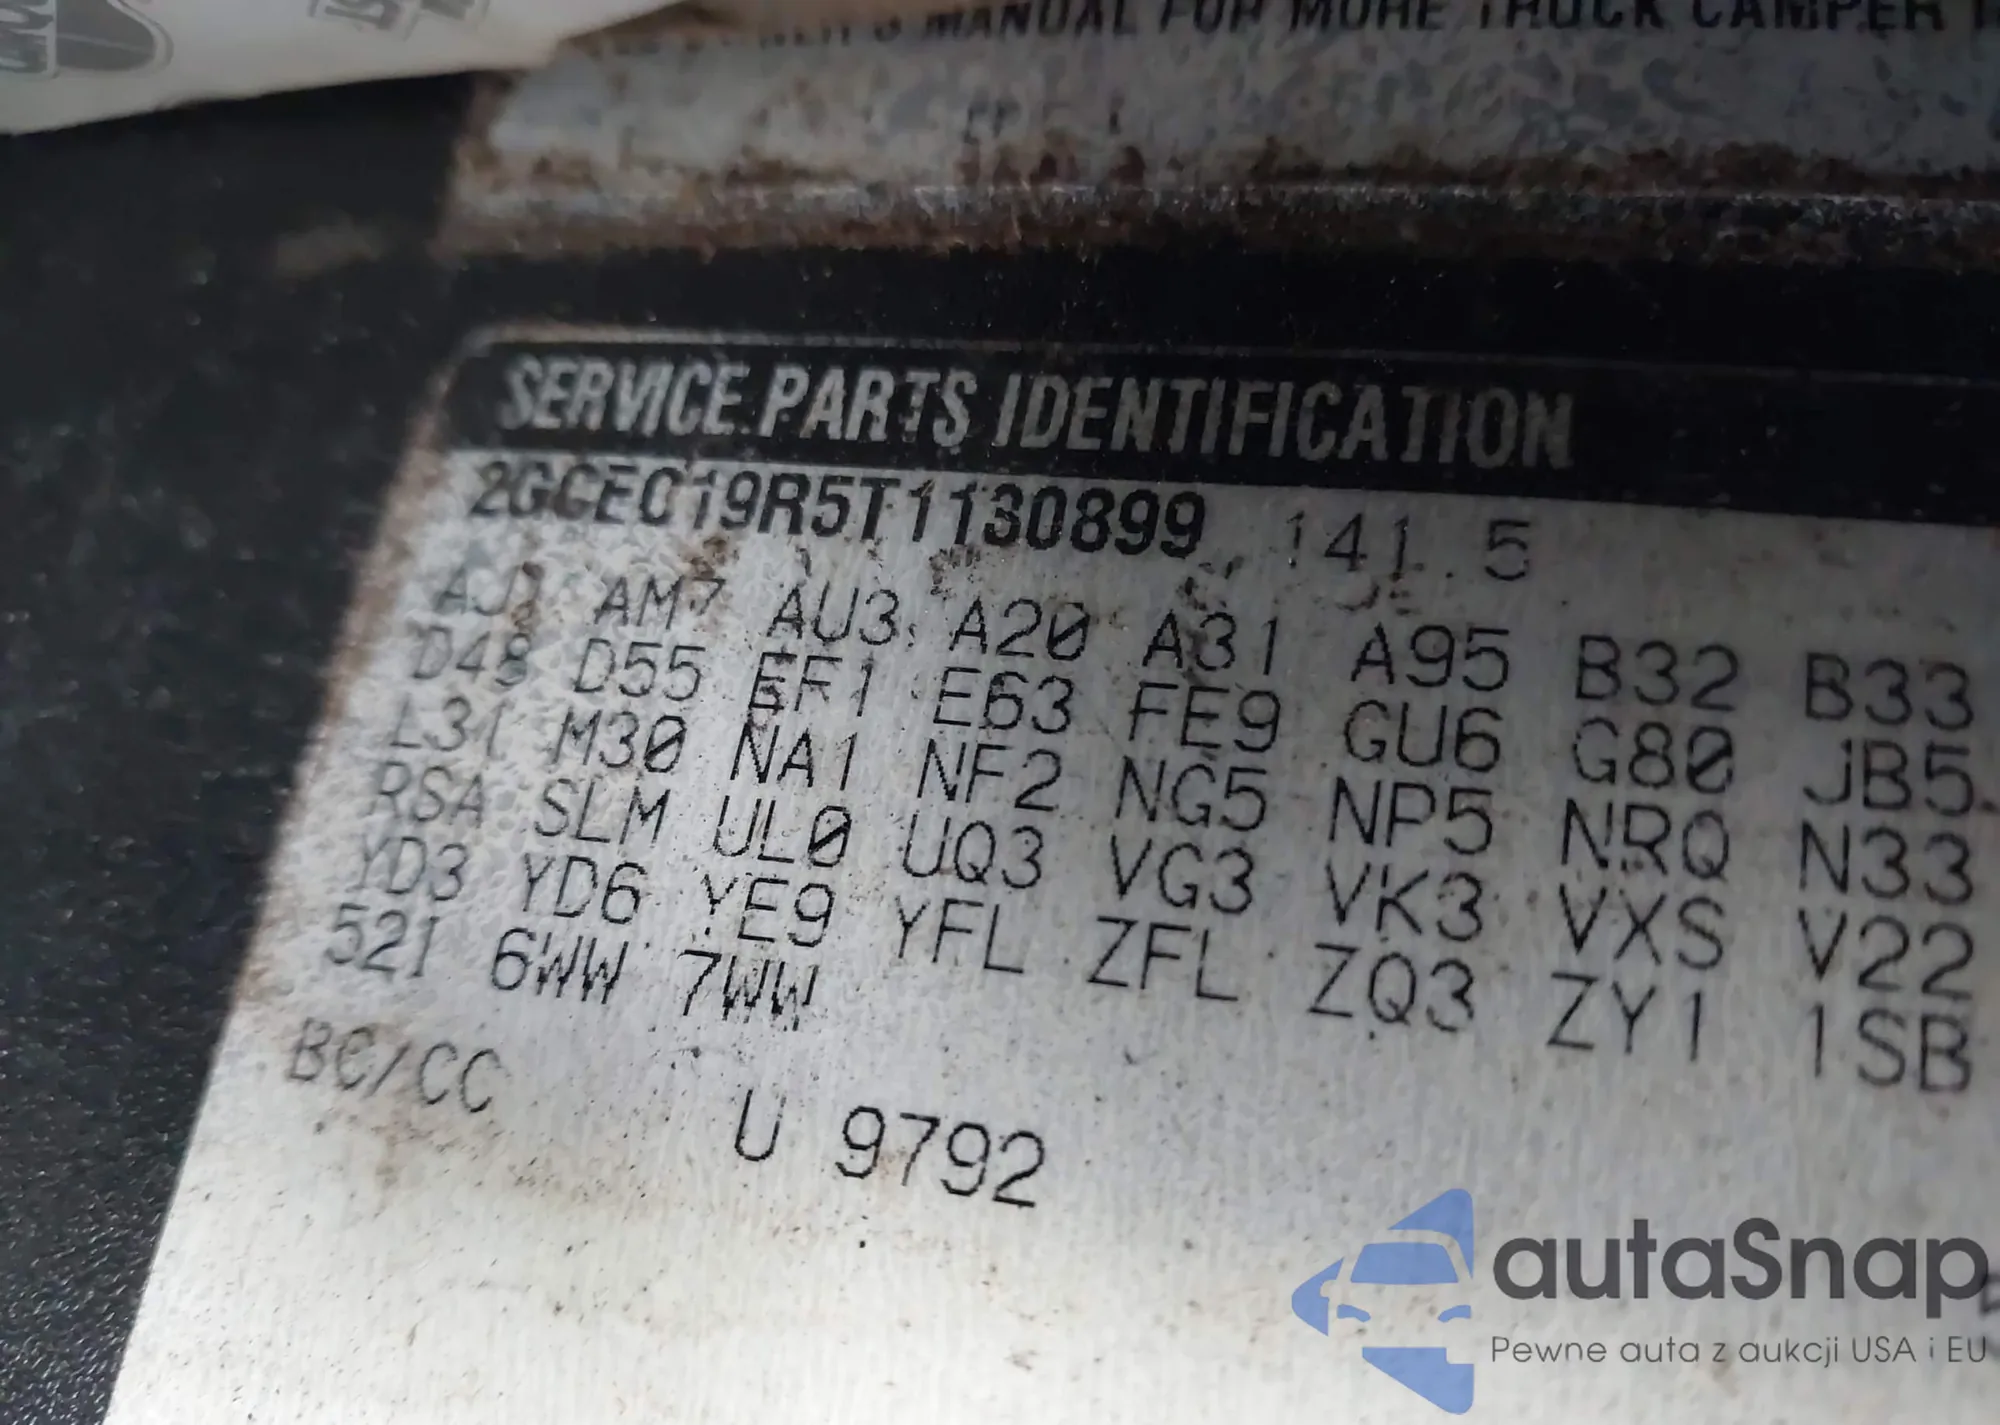 MANUAL FOR MORE TRUCK CAMPER
SERVICE PARTS IDENTIFICATION
2GCEC19R5T1130899 141.5
AJ1 AM7 AU3 A20 A31 A95 B32 B33
D48 D55 EF1 E63 FE9 GU6 G80 JB5
L31 M30 NA1 NF2 NG5 NP5 NRQ N33
RSA SLM UL0 UQ3 VG3 VK3 VXS V22
YD3 YD6 YE9 YFL ZFL ZQ3 ZY1 1SB
52I 6WW 7WW
BC/CC U 9792
autaSnap
Pewne auta z aukcji USA i EU